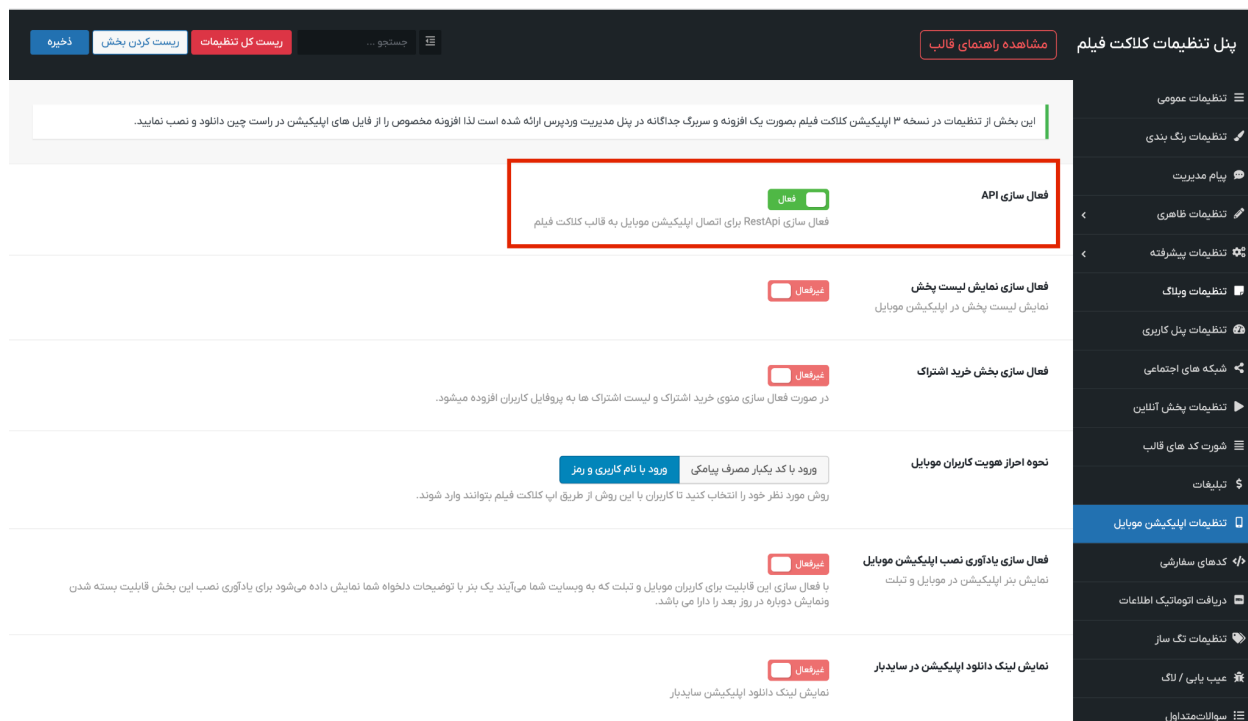 پنل تنظیمات کلاکت فیلم
مشاهده راهنمای قالب
جستجو ...
ریست کل تنظیمات
ریست کردن بخش
ذخیره
تنظیمات عمومی
تنظیمات رنگ بندی
پیام مدیریت
تنظیمات ظاهری
تنظیمات پیشرفته
تنظیمات وبلاگ
تنظیمات پنل کاربری
شبکه های اجتماعی
تنظیمات پخش آنلاین
شورت کد های قالب
تبلیغات
تنظیمات اپلیکیشن موبایل
کدهای سفارشی
دریافت اتوماتیک اطلاعات
تنظیمات تگ ساز
عیب یابی / لاگ
سوالات‌متداول
این بخش از تنظیمات در نسخه ۳ اپلیکیشن کلاکت فیلم بصورت یک افزونه و سربرگ جداگانه در پنل مدیریت وردپرس ارائه شده است لذا افزونه مخصوص را از فایل های اپلیکیشن در راست چین دانلود و نصب نمایید.
فعال سازی API
فعال
فعال سازی RestApi برای اتصال اپلیکیشن موبایل به قالب کلاکت فیلم
فعال سازی نمایش لیست پخش
نمایش لیست پخش در اپلیکیشن موبایل
غیرفعال
فعال سازی بخش خرید اشتراک
غیرفعال
در صورت فعال سازی منوی خرید اشتراک و لیست اشتراک ها به پروفایل کاربران افزوده میشود.
نحوه احراز هویت کاربران موبایل
ورود با کد یکبار مصرف پیامکی
ورود با نام کاربری و رمز
روش مورد نظر خود را انتخاب کنید تا کاربران با این روش از طریق اپ کلاکت فیلم بتوانند وارد شوند.
فعال سازی یادآوری نصب اپلیکیشن موبایل
نمایش بنر اپلیکیشن در موبایل و تبلت
غیرفعال
با فعال سازی این قابلیت برای کاربران موبایل و تبلت که به وبسایت شما می‌آیند یک بنر با توضیحات دلخواه شما نمایش داده می‌شود برای یادآوری نصب این بخش قابلیت بسته شدن
ونمایش دوباره در روز بعد را دارا می باشد.
نمایش لینک دانلود اپلیکیشن در سایدبار
غیرفعال
نمایش لینک دانلود اپلیکیشن سایدبار